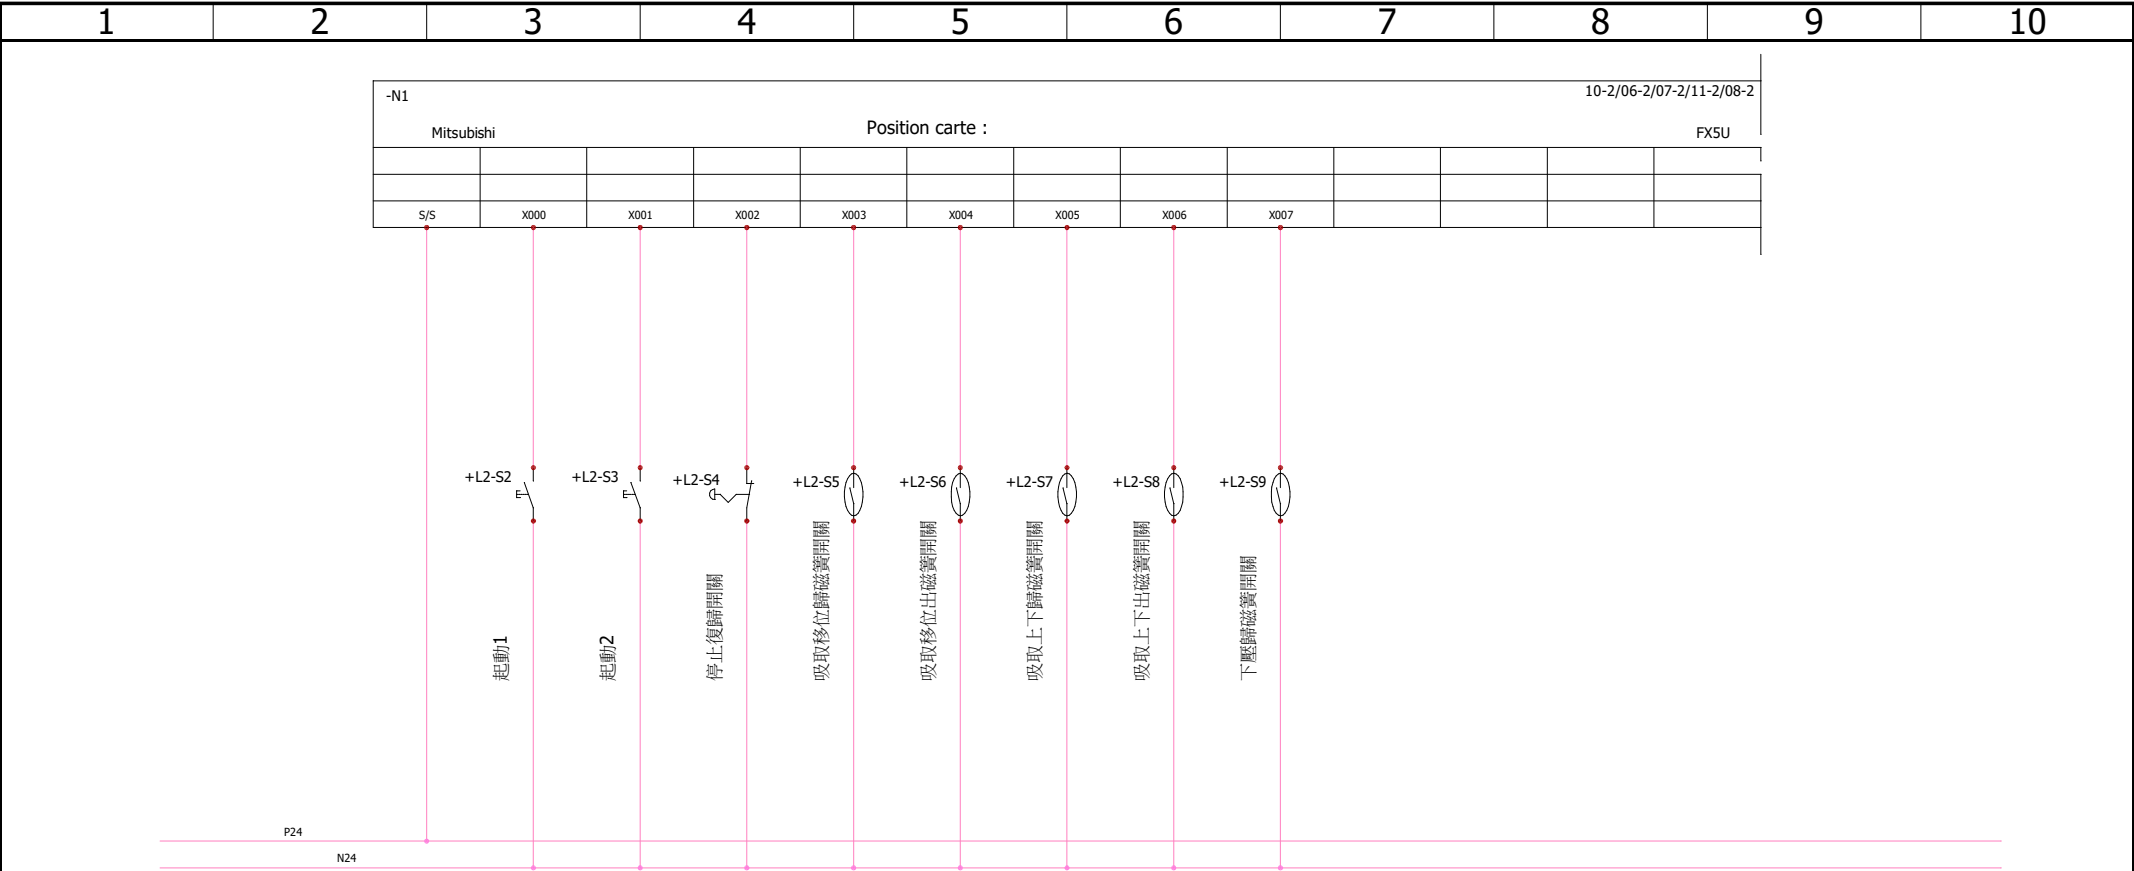 1 2 3 4 5 6 7 8 9 10
-N1 10-2/06-2/07-2/11-2/08-2
Mitsubishi Position carte : FX5U
S/S X000 X001 X002 X003 X004 X005 X006 X007
+L2-S2 +L2-S3 +L2-S4 +L2-S5 +L2-S6 +L2-S7 +L2-S8 +L2-S9
起動1
起動2
停止復歸開關
吸取移位歸磁簧開關
吸取移位出磁簧開關
吸取上下歸磁簧開關
吸取上下出磁簧開關
下壓歸磁簧開關
P24
N24